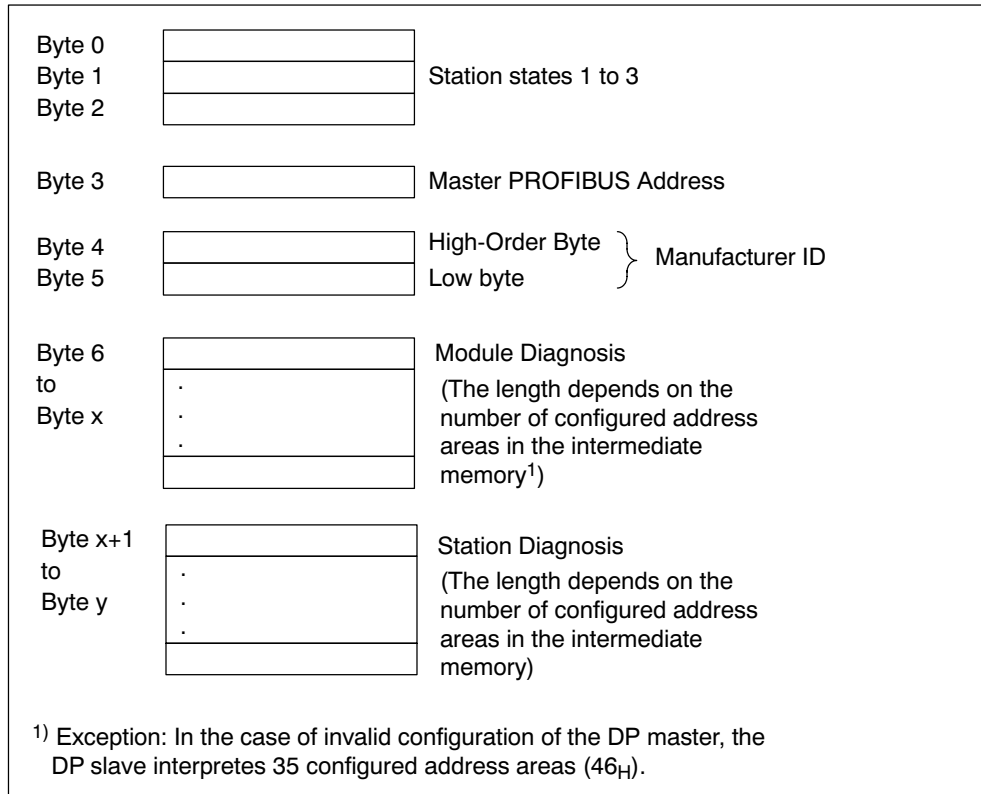 Byte 0
Byte 1 Station states 1 to 3
Byte 2
Byte 3 Master PROFIBUS Address
Byte 4 High-Order Byte
Byte 5 Low byte
Manufacturer ID
Byte 6
to
Byte x
.
.
.
Module Diagnosis
(The length depends on the
number of configured address
areas in the intermediate
memory1))
Byte x+1
to
Byte y
.
.
.
Station Diagnosis
(The length depends on the
number of configured address
areas in the intermediate
memory)
1) Exception: In the case of invalid configuration of the DP master, the
DP slave interpretes 35 configured address areas (46H).